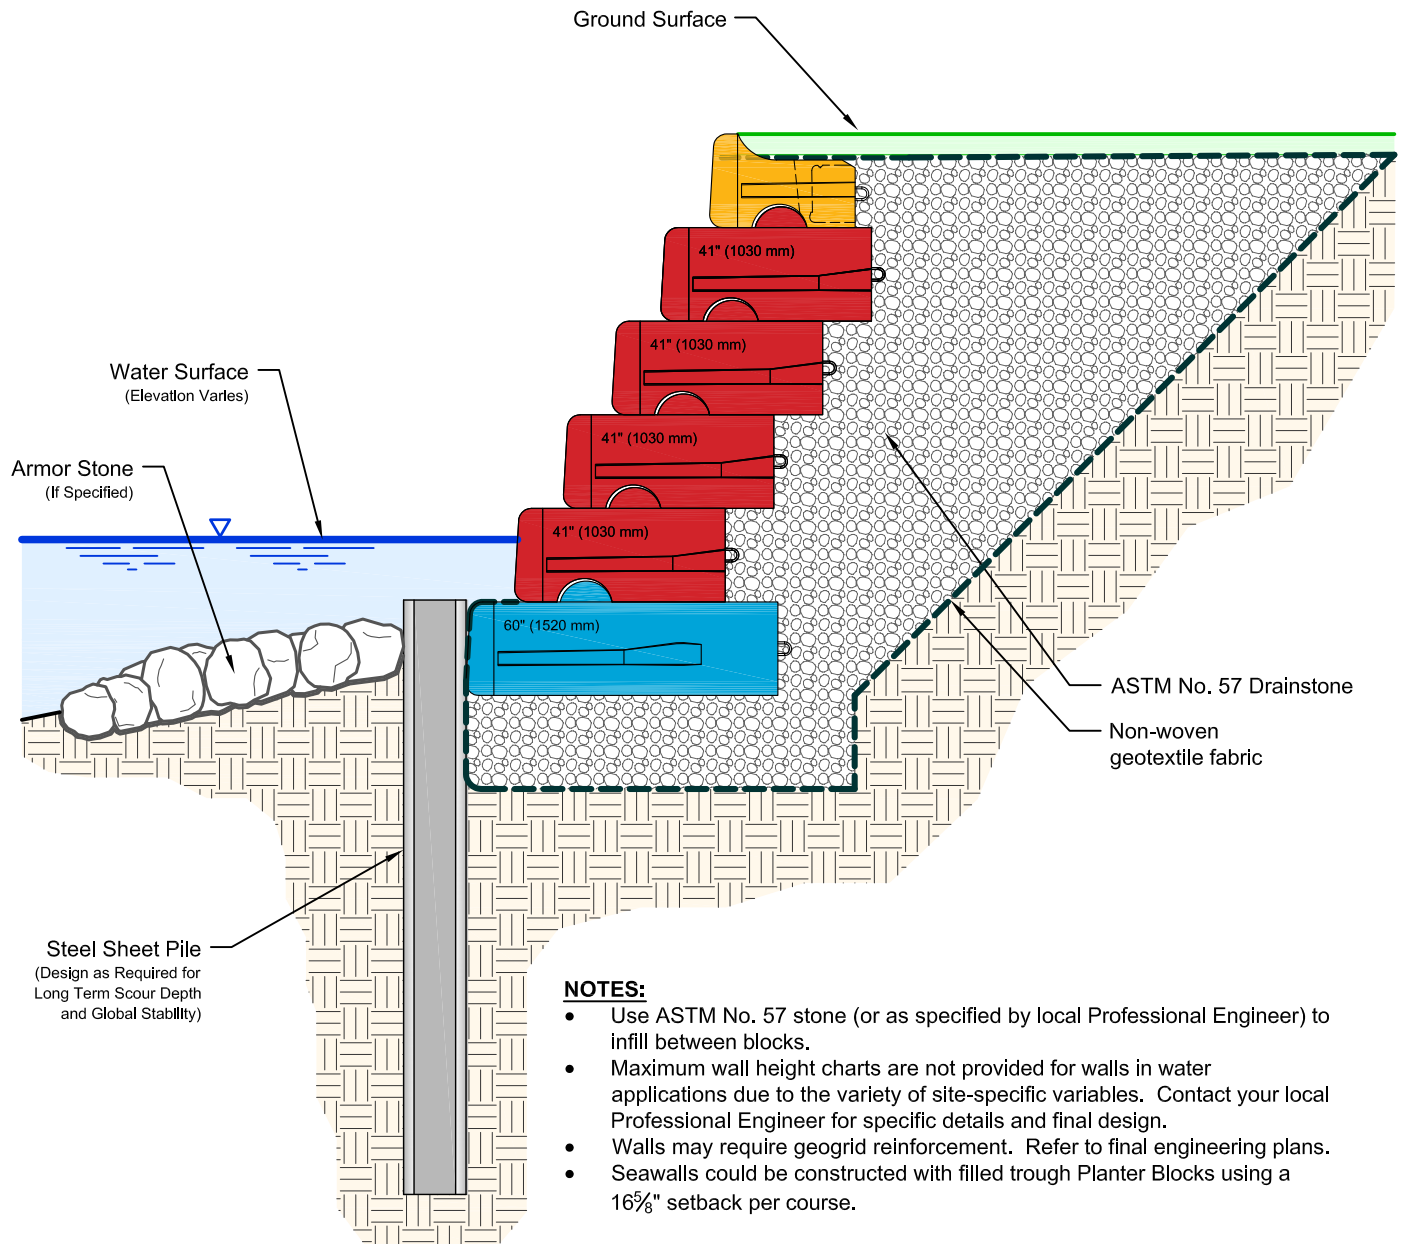 Ground Surface
41" (1030 mm)
41" (1030 mm)
Water Surface
(Elevation Varies)
41" (1030 mm)
Armor Stone
(If Specified)
41" (1030 mm)
60" (1520 mm)
ASTM No. 57 Drainstone
Non-woven
geotextile fabric
Steel Sheet Pile
(Design as Required for
Long Term Scour Depth
and Global Stability)
NOTES:
• Use ASTM No. 57 stone (or as specified by local Professional Engineer) to
infill between blocks.
• Maximum wall height charts are not provided for walls in water
applications due to the variety of site-specific variables. Contact your local
Professional Engineer for specific details and final design.
• Walls may require geogrid reinforcement. Refer to final engineering plans.
• Seawalls could be constructed with filled trough Planter Blocks using a
16⅝" setback per course.